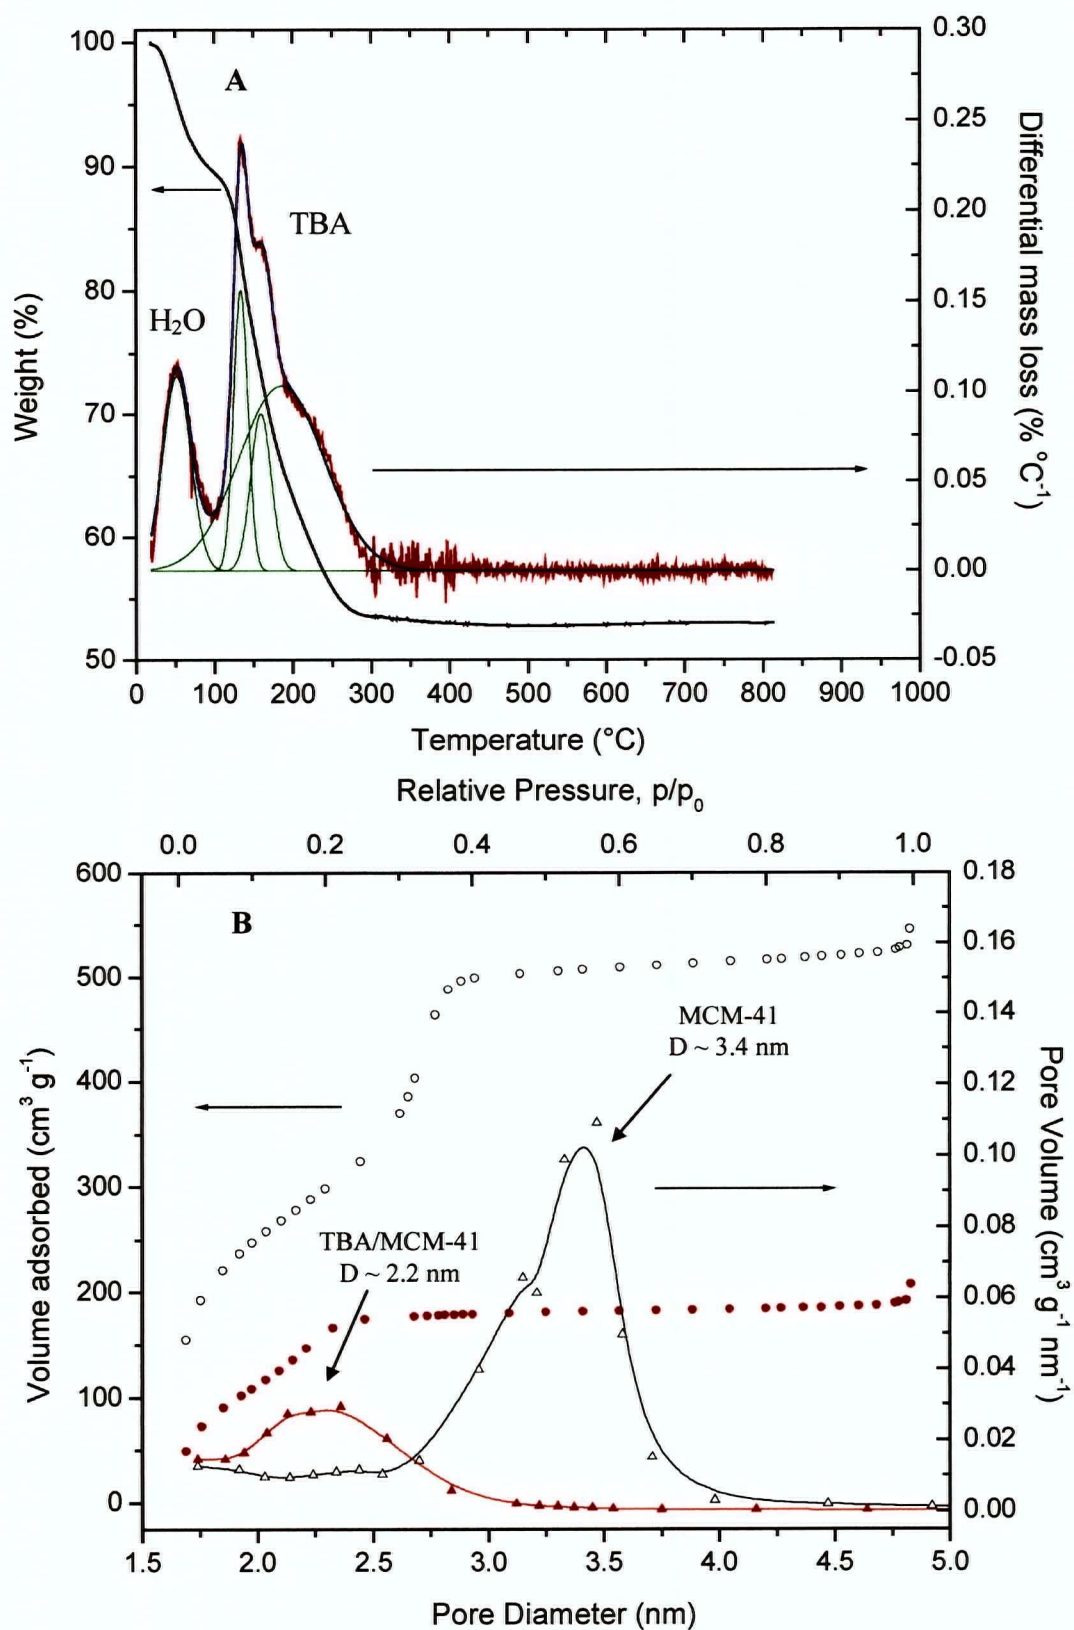 A
100
90
80
70
60
50
Weight (%)
H₂O
TBA
0.30
0.25
0.20
0.15
0.10
0.05
0.00
-0.05
Differential mass loss (% °C⁻¹)
0 100 200 300 400 500 600 700 800 900 1000
Temperature (°C)
Relative Pressure, p/p₀
0.0 0.2 0.4 0.6 0.8 1.0
B
600
500
400
300
200
100
0
Volume adsorbed (cm³ g⁻¹)
MCM-41
D ~ 3.4 nm
TBA/MCM-41
D ~ 2.2 nm
0.18
0.16
0.14
0.12
0.10
0.08
0.06
0.04
0.02
0.00
Pore Volume (cm³ g⁻¹ nm⁻¹)
1.5 2.0 2.5 3.0 3.5 4.0 4.5 5.0
Pore Diameter (nm)